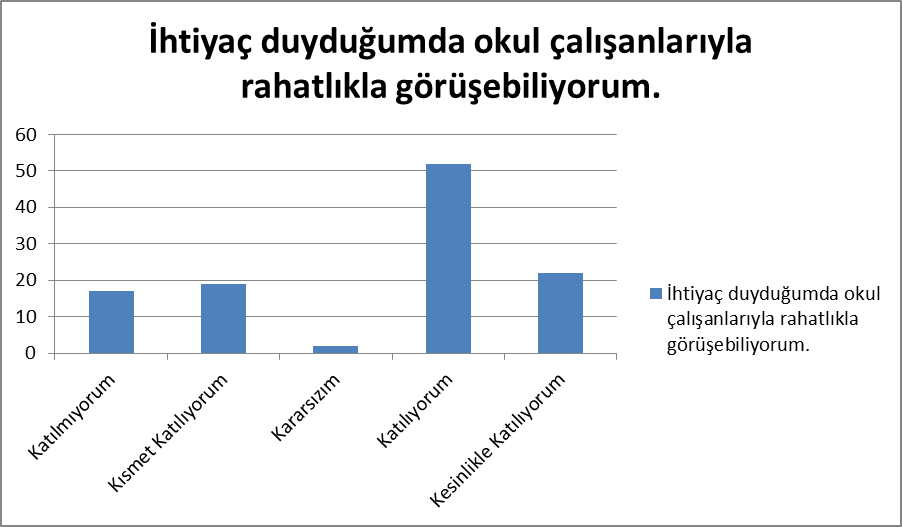 İhtiyaç duyduğumda okul çalışanlarıyla
rahatlıkla görüşebiliyorum.
60
50
40
30
20
10
0
Katılmıyorum
Kısmet Katılıyorum
Kararsızım
Katılıyorum
Kesinlikle Katılıyorum
İhtiyaç duyduğumda okul
çalışanlarıyla rahatlıkla
görüşebiliyorum.